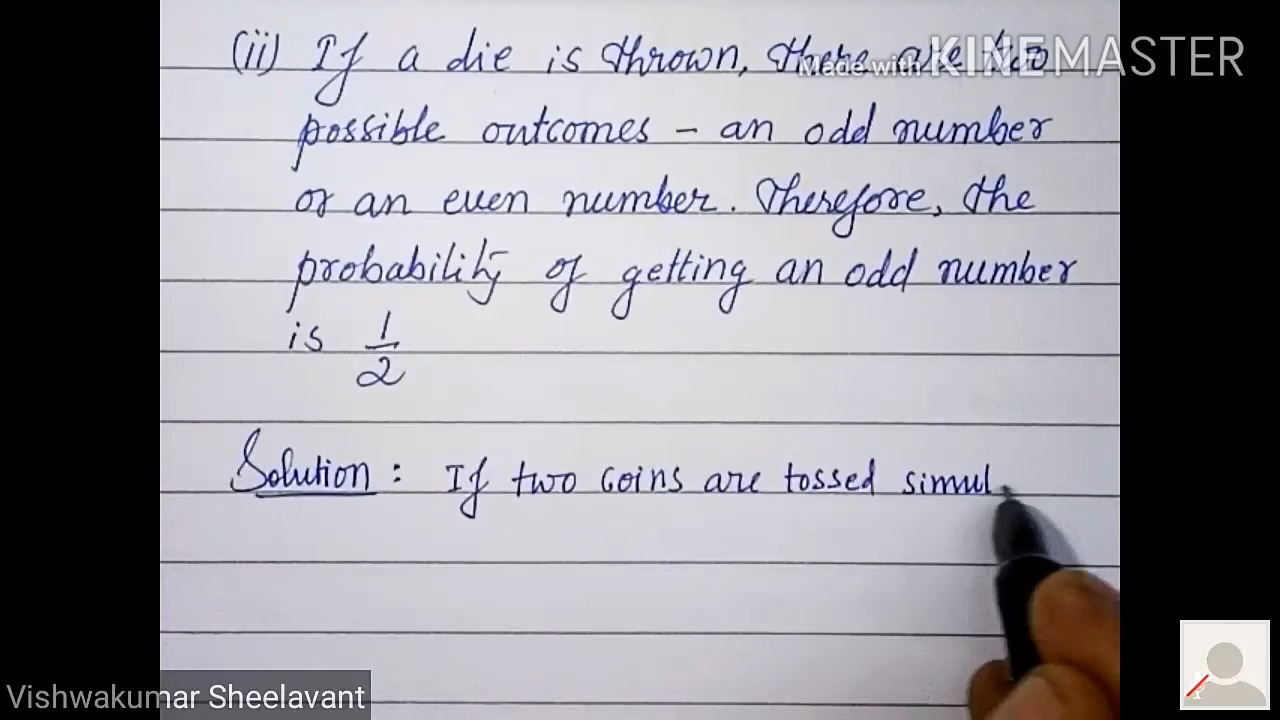 (ii) If a die is thrown, there are two
Made with KINEMASTER
possible outcomes – an odd number
or an even number. Therefore, the
probability of getting an odd number
is 1/2
Solution : If two coins are tossed simul
Vishwakumar Sheelavant